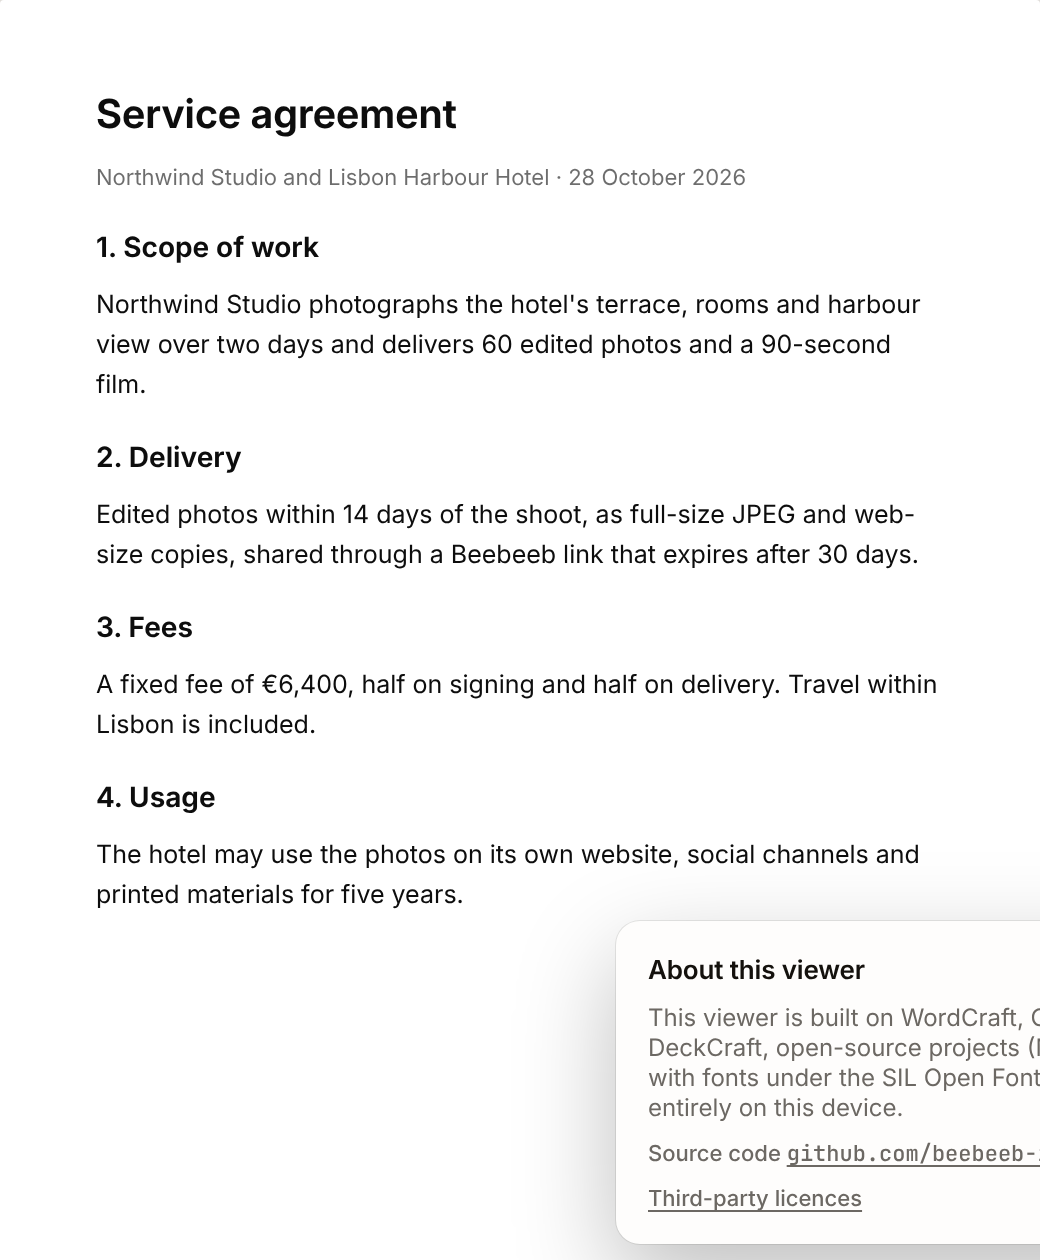 Service agreement
Northwind Studio and Lisbon Harbour Hotel · 28 October 2026
1. Scope of work
Northwind Studio photographs the hotel's terrace, rooms and harbour
view over two days and delivers 60 edited photos and a 90-second
film.
2. Delivery
Edited photos within 14 days of the shoot, as full-size JPEG and web-
size copies, shared through a Beebeeb link that expires after 30 days.
3. Fees
A fixed fee of €6,400, half on signing and half on delivery. Travel within
Lisbon is included.
4. Usage
The hotel may use the photos on its own website, social channels and
printed materials for five years.
About this viewer
This viewer is built on WordCraft,
DeckCraft, open-source projects
with fonts under the SIL Open Font
entirely on this device.
Source code github.com/beebeeb-
Third-party licences